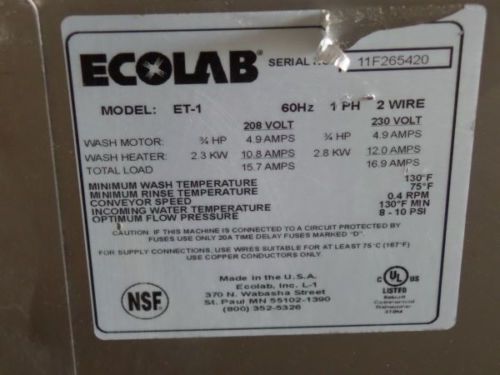 ECOLAB® SERIAL NO. 11F265420
MODEL: ET-1 60Hz 1 PH 2 WIRE
208 VOLT 230 VOLT
WASH MOTOR: ¾ HP 4.9 AMPS ¾ HP 4.9 AMPS
WASH HEATER: 2.3 KW 10.8 AMPS 2.8 KW 12.0 AMPS
TOTAL LOAD 15.7 AMPS 16.9 AMPS
MINIMUM WASH TEMPERATURE 130°F
MINIMUM RINSE TEMPERATURE 75°F
CONVEYOR SPEED 0.4 RPM
INCOMING WATER TEMPERATURE 130°F MIN
OPTIMUM FLOW PRESSURE 8 - 10 PSI
CAUTION: IF THIS MACHINE IS CONNECTED TO A CIRCUIT PROTECTED BY
FUSES USE ONLY 20A TIME DELAY FUSES MARKED "D".
FOR SUPPLY CONNECTIONS, USE WIRES SUITABLE FOR AT LEAST 75°C (167°F)
USE COPPER CONDUCTORS ONLY.
Made in the U.S.A.
Ecolab, Inc. L-1
370 N. Wabasha Street
St. Paul MN 55102-1390
(800) 352-5326
NSF®
C UL US
LISTED
Commercial
Dishwasher